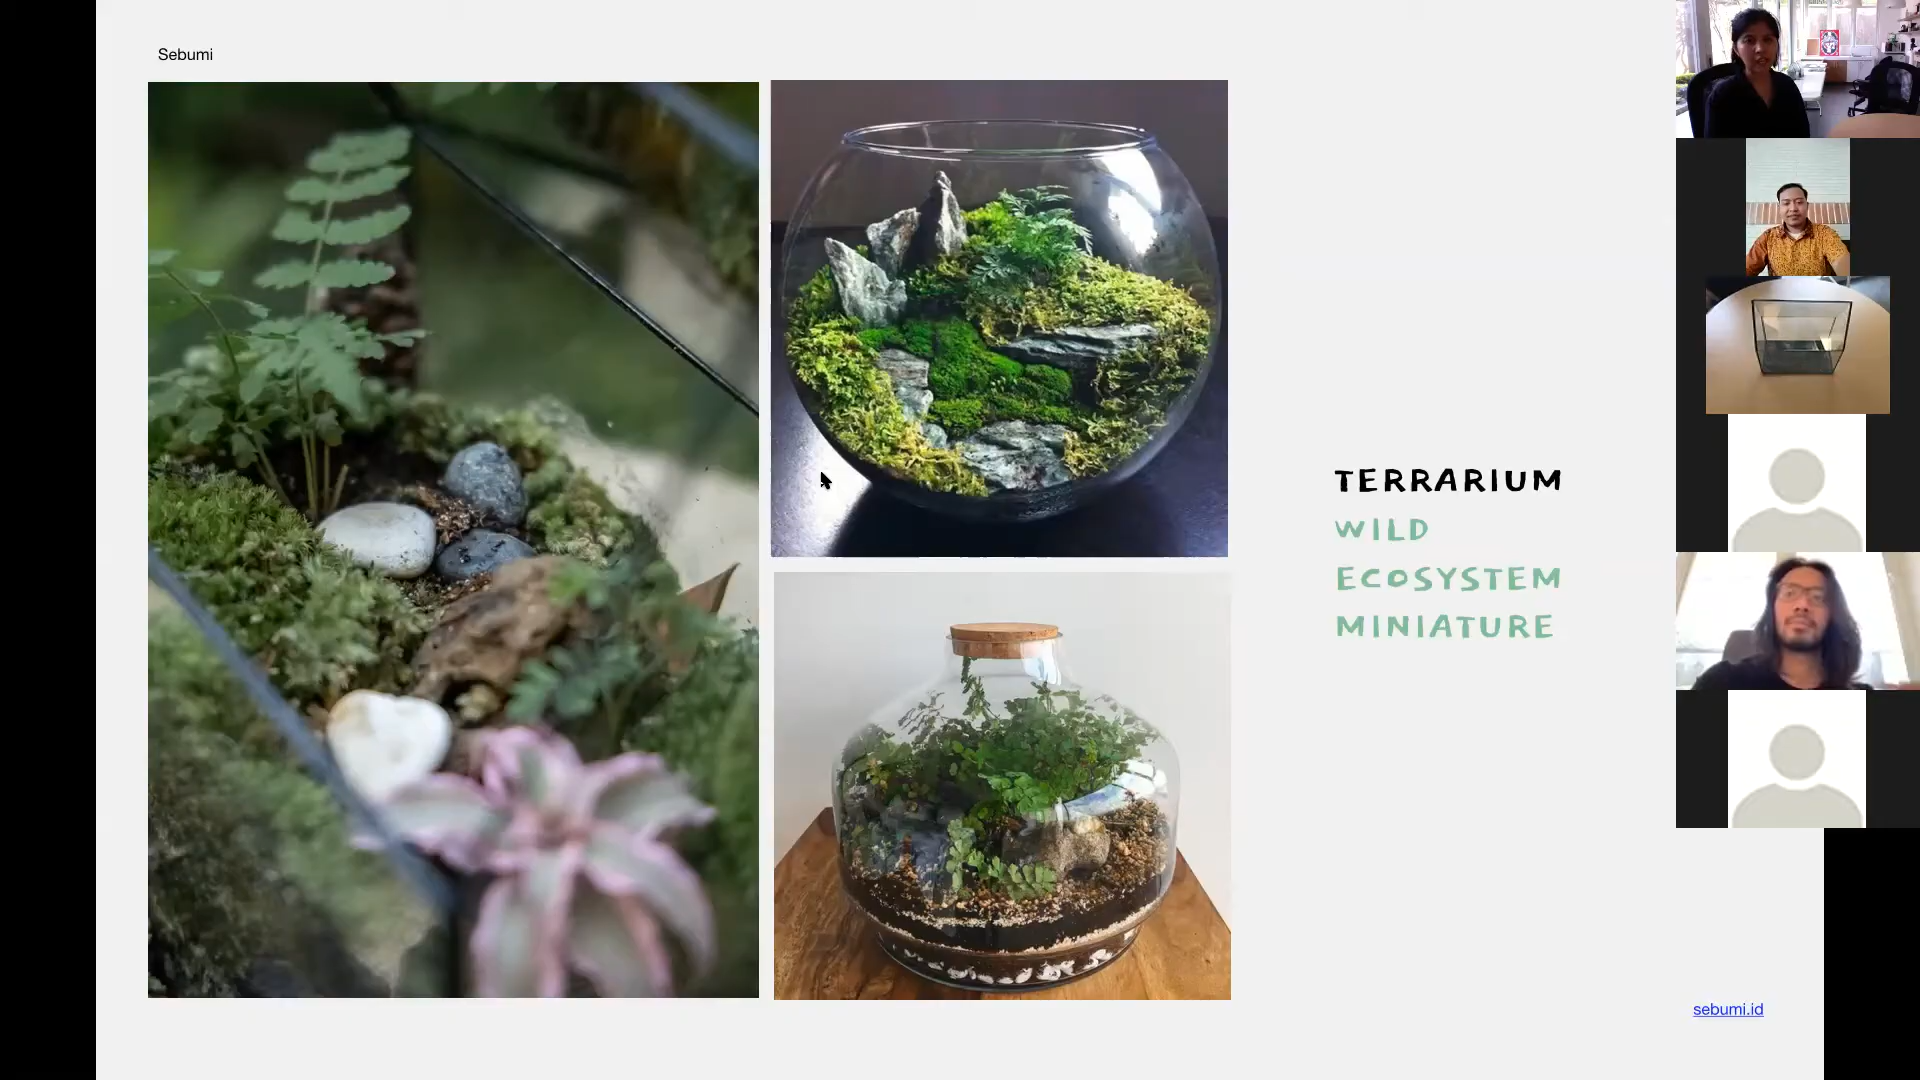 Sebumi
TERRARIUM
WILD
ECOSYSTEM
MINIATURE
sebumi.id